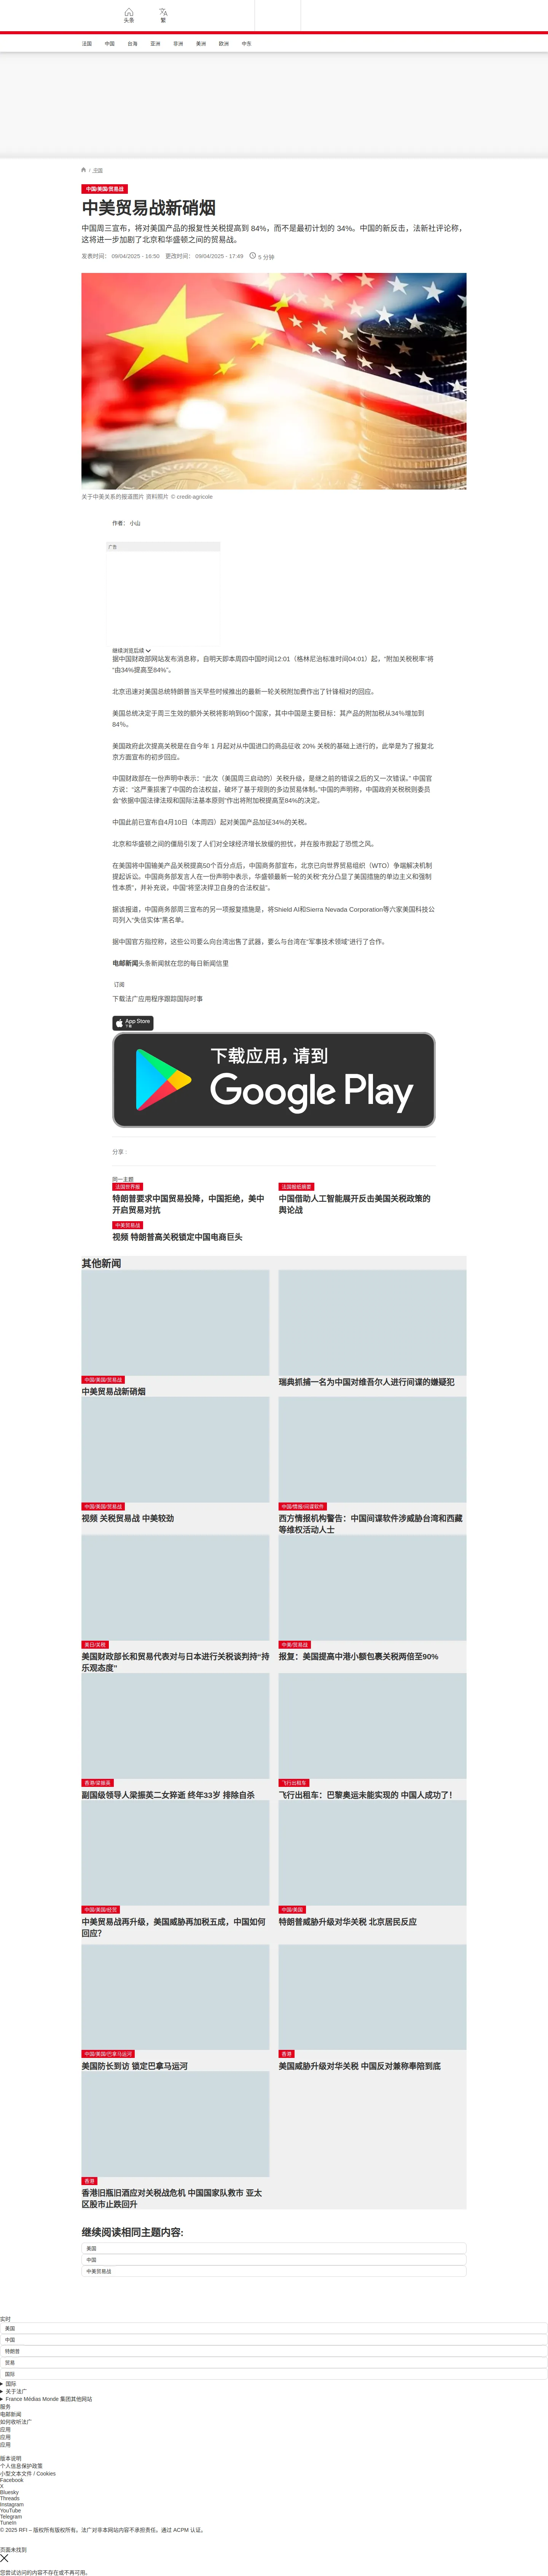 头条
繁
法国
中国
台海
亚洲
非洲
美洲
欧洲
中东
/ 中国
中国/美国/贸易战
中美贸易战新硝烟
中国周三宣布，将对美国产品的报复性关税提高到 84%，而不是最初计划的 34%。中国的新反击，法新社评论称，
这将进一步加剧了北京和华盛顿之间的贸易战。
发表时间： 09/04/2025 - 16:50 更改时间： 09/04/2025 - 17:49 5 分钟
关于中美关系的报道图片 资料照片 © credit-agricole
作者： 小山
广告
继续浏览后续
据中国财政部网站发布消息称，自明天即本周四中国时间12:01（格林尼治标准时间04:01）起，“附加关税税率”将
“由34%提高至84%”。
北京迅速对美国总统特朗普当天早些时候推出的最新一轮关税附加费作出了针锋相对的回应。
美国总统决定于周三生效的额外关税将影响到60个国家，其中中国是主要目标：其产品的附加税从34％增加到
84％。
美国政府此次提高关税是在自今年 1 月起对从中国进口的商品征收 20% 关税的基础上进行的，此举是为了报复北
京方面宣布的初步回应。
中国财政部在一份声明中表示：“此次（美国周三启动的）关税升级，是继之前的错误之后的又一次错误。” 中国官
方说：“这严重损害了中国的合法权益，破坏了基于规则的多边贸易体制。”中国的声明称，中国政府关税税则委员
会“依据中国法律法规和国际法基本原则”作出将附加税提高至84%的决定。
中国此前已宣布自4月10日（本周四）起对美国产品加征34%的关税。
北京和华盛顿之间的僵局引发了人们对全球经济增长放缓的担忧，并在股市掀起了恐慌之风。
在美国将中国输美产品关税提高50个百分点后，中国商务部宣布，北京已向世界贸易组织（WTO）争端解决机制
提起诉讼。中国商务部发言人在一份声明中表示，华盛顿最新一轮的关税“充分凸显了美国措施的单边主义和强制
性本质”，并补充说，中国“将坚决捍卫自身的合法权益”。
据该报道，中国商务部周三宣布的另一项报复措施是，将Shield AI和Sierra Nevada Corporation等六家美国科技公
司列入“失信实体”黑名单。
据中国官方指控称，这些公司要么向台湾出售了武器，要么与台湾在“军事技术领域”进行了合作。
电邮新闻头条新闻就在您的每日新闻信里
订阅
下载法广应用程序跟踪国际时事
App Store
下载
下载应用，请到
Google Play
分享 :
同一主题
法国世界报
特朗普要求中国贸易投降，中国拒绝，美中
开启贸易对抗
法国报纸摘要
中国借助人工智能展开反击美国关税政策的
舆论战
中美贸易战
视频 特朗普高关税锁定中国电商巨头
其他新闻
中国/美国/贸易战
中美贸易战新硝烟
瑞典抓捕一名为中国对维吾尔人进行间谍的嫌疑犯
中国/美国/贸易战
视频 关税贸易战 中美较劲
中国/情报/间谍软件
西方情报机构警告：中国间谍软件涉威胁台湾和西藏
等维权活动人士
美日/关税
美国财政部长和贸易代表对与日本进行关税谈判持“持
乐观态度”
中美/贸易战
报复：美国提高中港小额包裹关税两倍至90%
香港/梁振英
副国级领导人梁振英二女猝逝 终年33岁 排除自杀
飞行出租车
飞行出租车：巴黎奥运未能实现的 中国人成功了！
中国/美国/经贸
中美贸易战再升级，美国威胁再加税五成，中国如何
回应？
中国/美国
特朗普威胁升级对华关税 北京居民反应
中国/美国/巴拿马运河
美国防长到访 锁定巴拿马运河
香港
美国威胁升级对华关税 中国反对兼称奉陪到底
香港
香港旧瓶旧酒应对关税战危机 中国国家队救市 亚太
区股市止跌回升
继续阅读相同主题内容:
美国
中国
中美贸易战
实时
美国
中国
特朗普
贸易
国际
国际
关于法广
France Médias Monde 集团其他网站
服务
电邮新闻
如何收听法广
应用
应用
应用
版本说明
个人信息保护政策
小型文本文件 / Cookies
Facebook
X
Bluesky
Threads
Instagram
YouTube
Telegram
TuneIn
© 2025 RFI – 版权所有版权所有。法广对非本网站内容不承担责任。通过 ACPM 认证。
页面未找到
您尝试访问的内容不存在或不再可用。